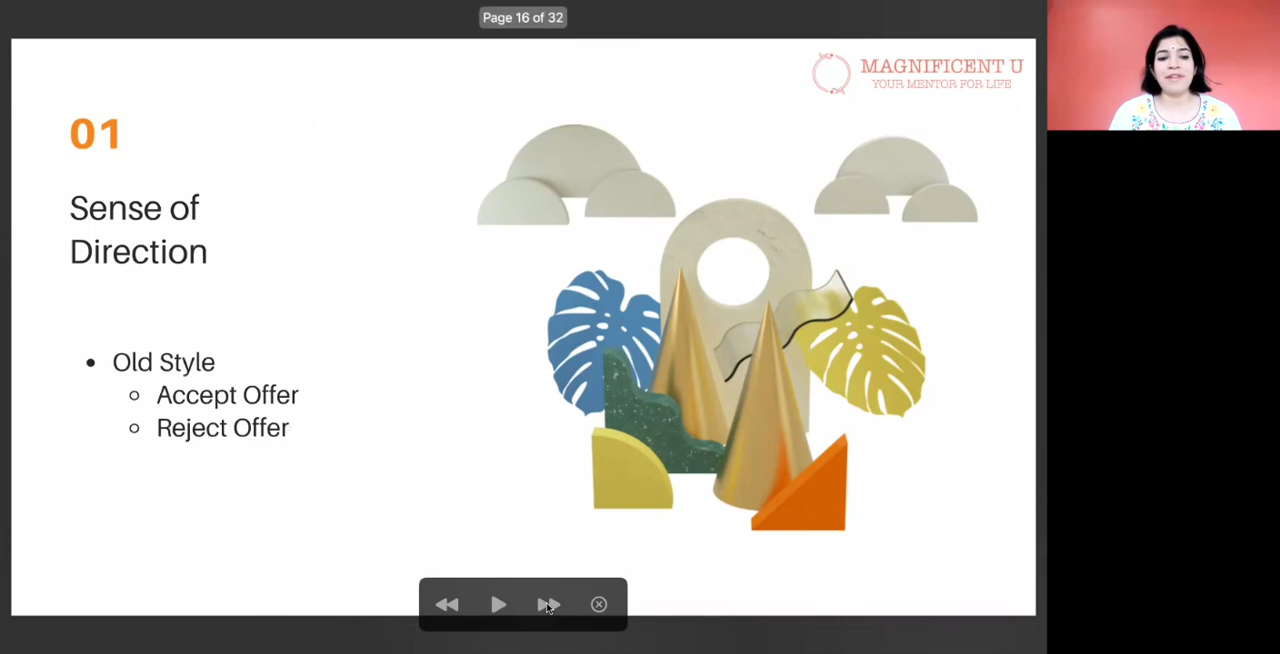 Page 16 of 32
MAGNIFICENT U
YOUR MENTOR FOR LIFE
01
Sense of
Direction
• Old Style
○ Accept Offer
○ Reject Offer